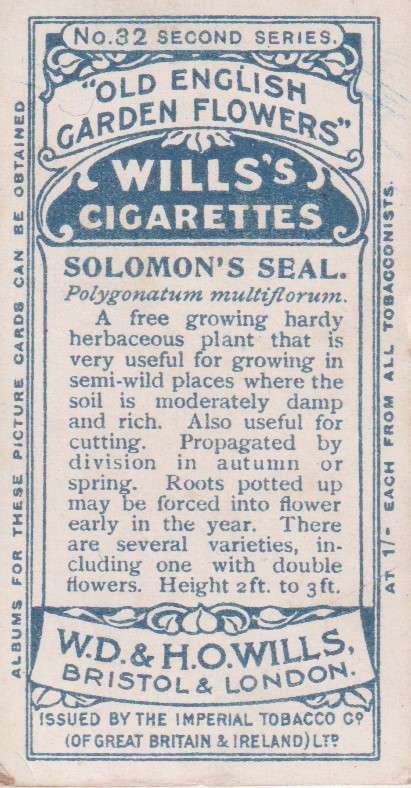 No. 32 SECOND SERIES.
"OLD ENGLISH
GARDEN FLOWERS"
WILLS's
CIGARETTES
SOLOMON'S SEAL.
Polygonatum multiflorum.
A free growing hardy
herbaceous plant that is
very useful for growing in
semi-wild places where the
soil is moderately damp
and rich. Also useful for
cutting. Propagated by
division in autumn or
spring. Roots potted up
may be forced into flower
early in the year. There
are several varieties, in-
cluding one with double
flowers. Height 2ft. to 3ft.
W.D. & H.O. WILLS,
BRISTOL & LONDON.
ISSUED BY THE IMPERIAL TOBACCO Co
(OF GREAT BRITAIN & IRELAND) LTD.
ALBUMS FOR THESE PICTURE CARDS CAN BE OBTAINED
AT 1/- EACH FROM ALL TOBACCONISTS.